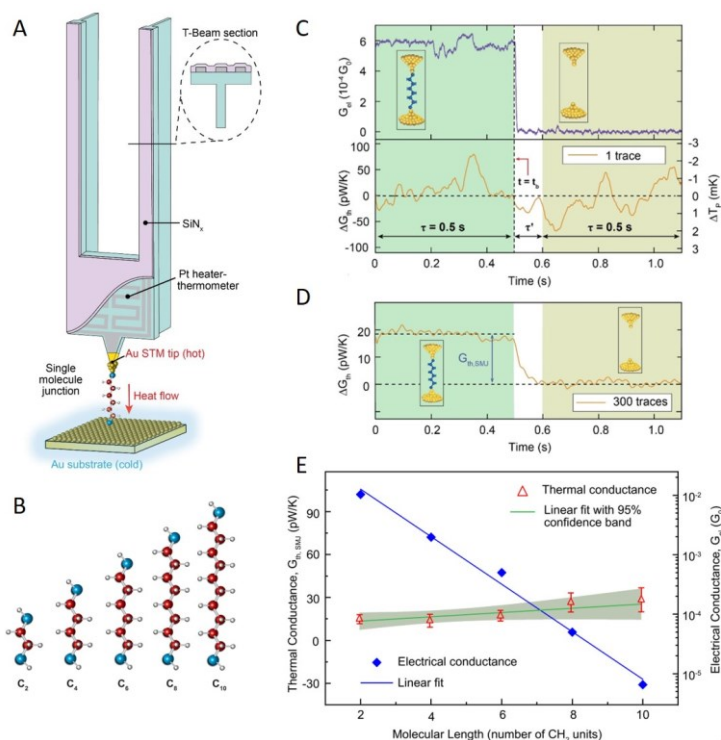 A
T-Beam section
SiNx
Pt heater-
thermometer
Au STM tip (hot)
Single
molecule
junction
Heat flow
Au substrate (cold)
B
C2
C4
C6
C8
C10
C
Gel (10⁻⁴ G0)
8
6
4
2
0
1 trace
t = tb
ΔGth (pW/K)
100
50
0
-50
-100
-3
-2
-1
0
1
2
3
ΔTP (mK)
τ = 0.5 s
τ'
τ = 0.5 s
0 0.2 0.4 0.6 0.8 1.0
Time (s)
D
ΔGth (pW/K)
40
20
0
Gth,SMJ
300 traces
0 0.2 0.4 0.6 0.8 1.0
Time (s)
E
Thermal Conductance, Gth, SMJ (pW/K)
90
60
30
0
-30
Thermal conductance
Linear fit with 95%
confidence band
Electrical conductance
Linear fit
10⁻²
10⁻³
10⁻⁴
10⁻⁵
Electrical Conductance, Gel (G0)
2 4 6 8 10
Molecular Length (number of CH2 units)